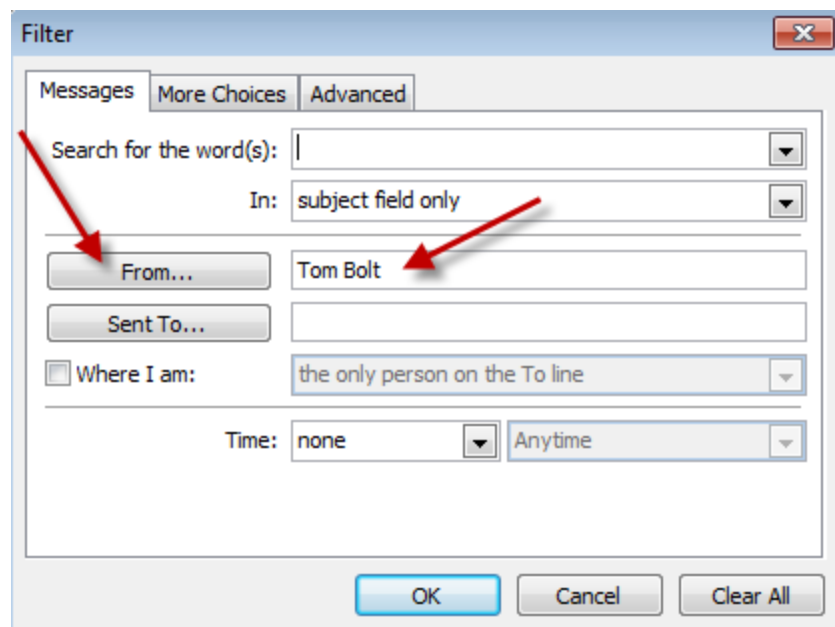 Filter
Messages More Choices Advanced
Search for the word(s):
In: subject field only
From... Tom Bolt
Sent To...
Where I am: the only person on the To line
Time: none Anytime
OK Cancel Clear All